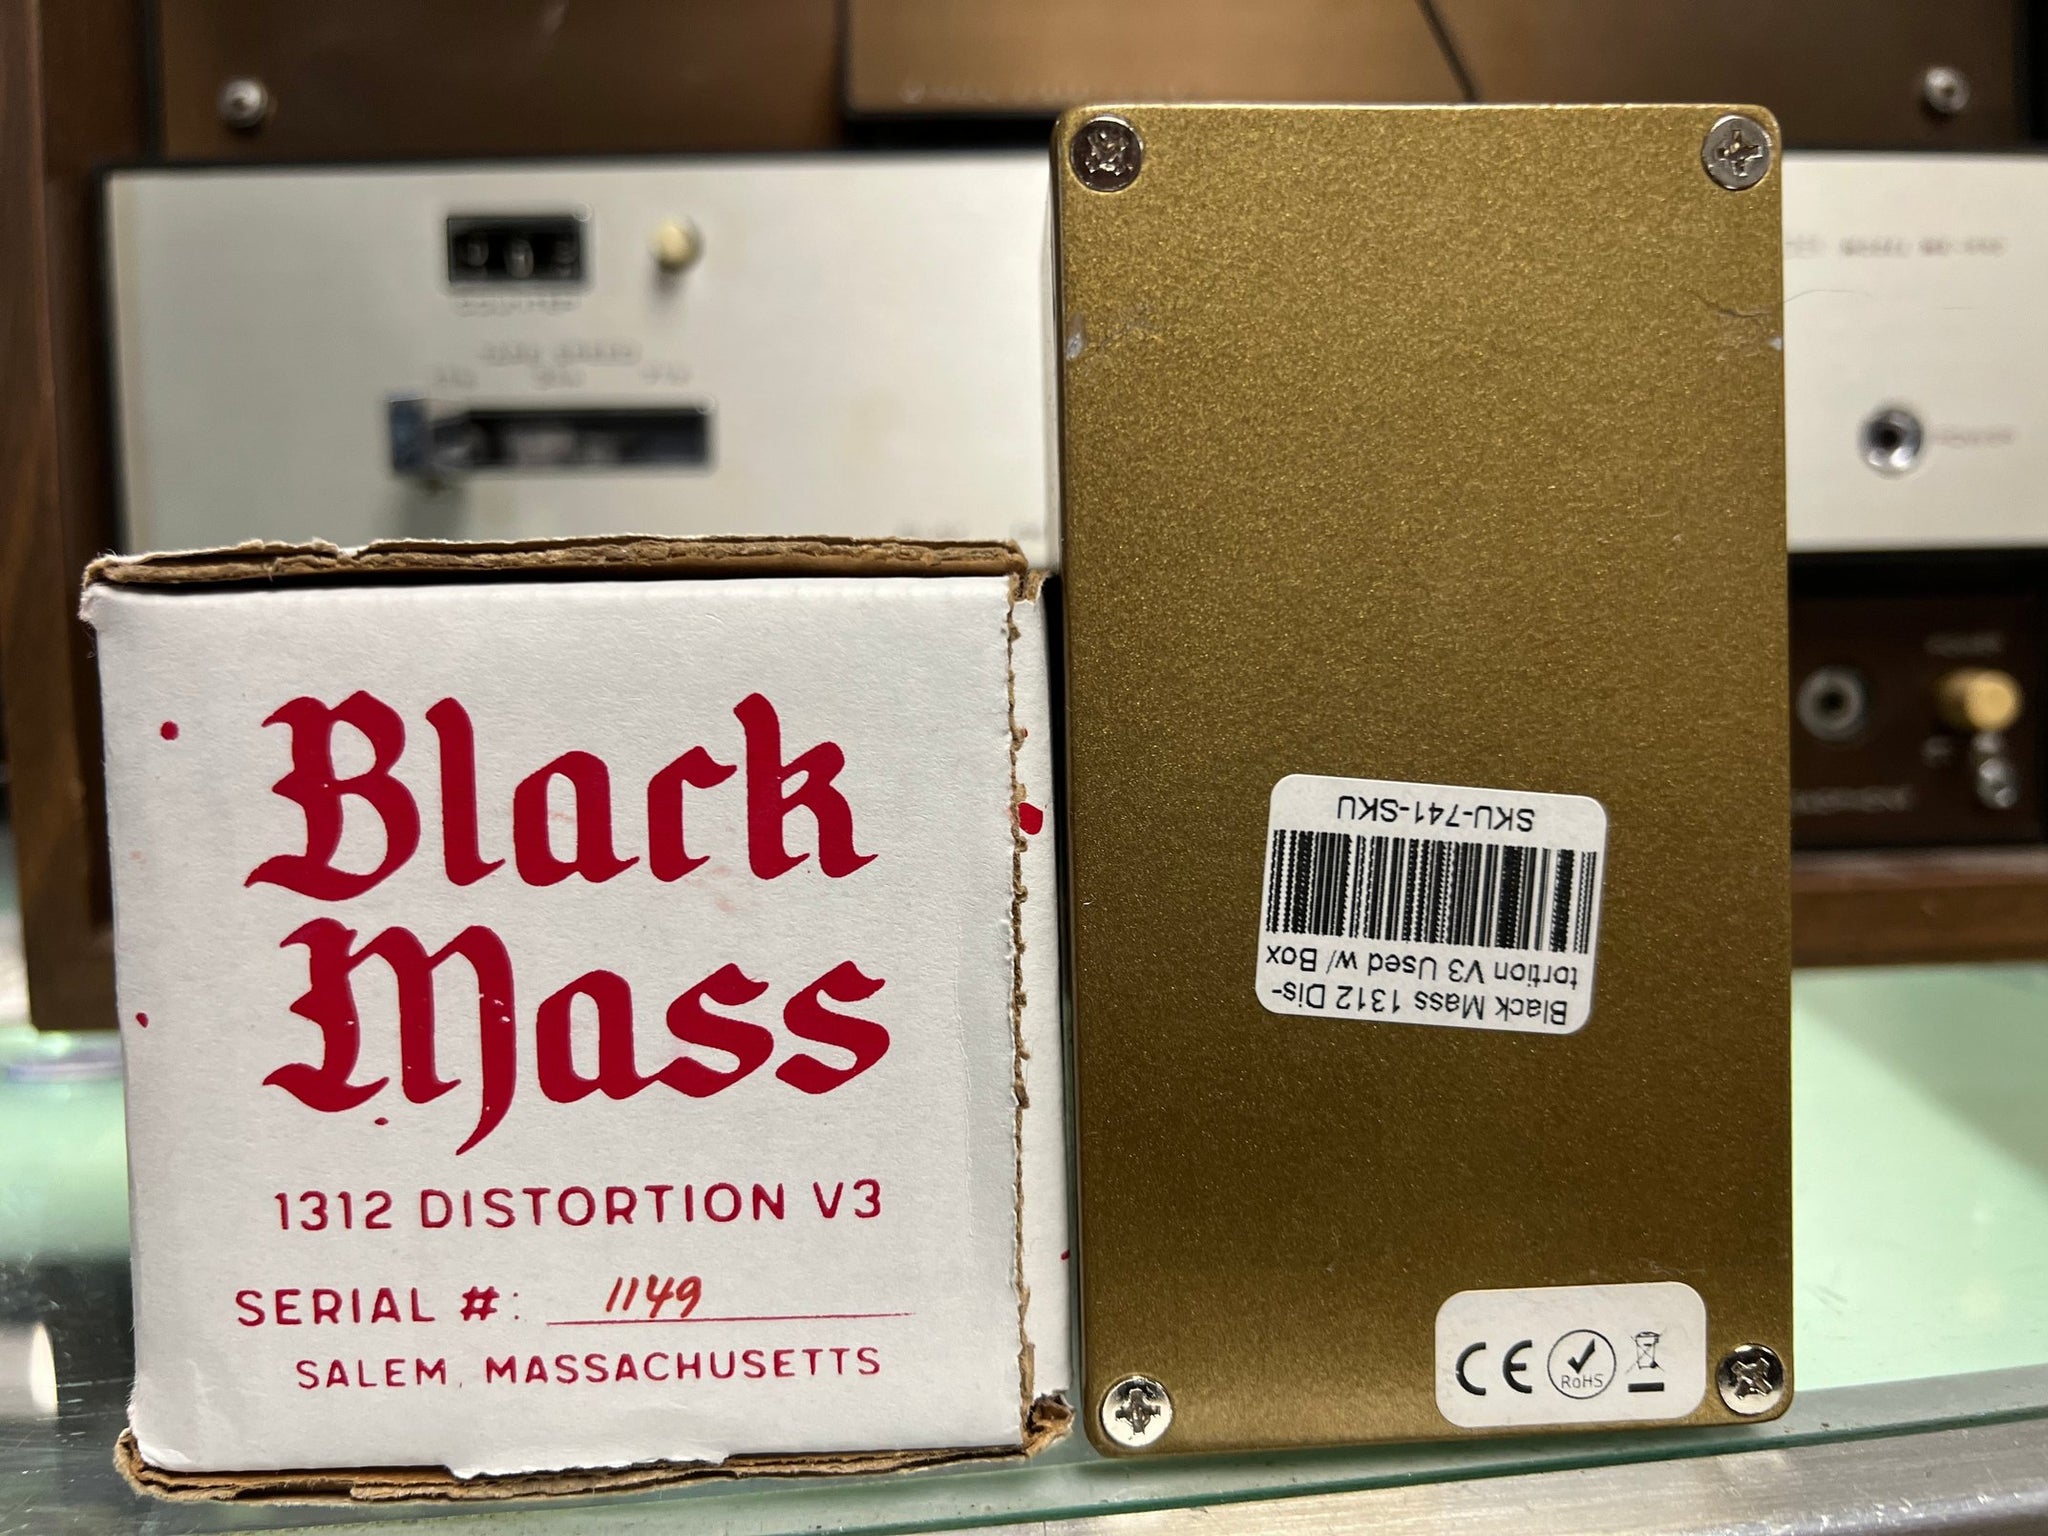 Black
Mass
1312 DISTORTION V3
SERIAL #: 1149
SALEM, MASSACHUSETTS
Black Mass 1312 Dis-
tortion V3 Used w/ Box
SKU-741-SKU
CE RoHS